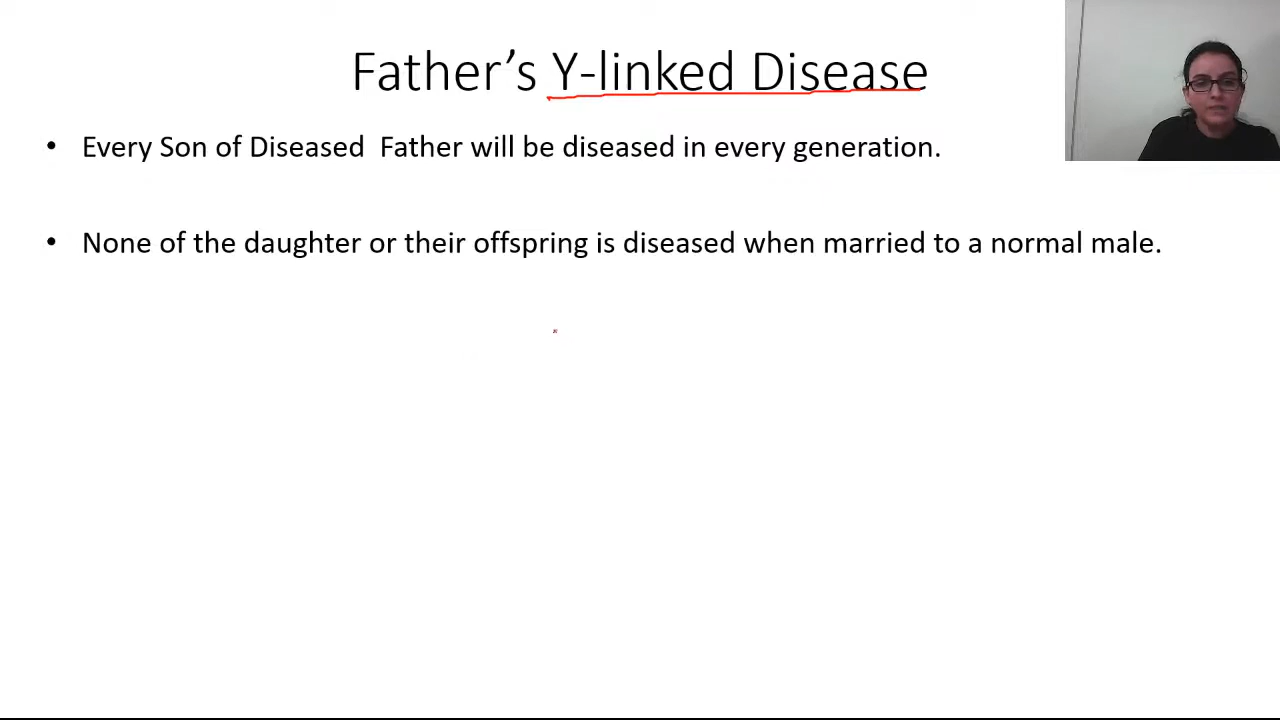 Father's Y-linked Disease
• Every Son of Diseased  Father will be diseased in every generation.
• None of the daughter or their offspring is diseased when married to a normal male.